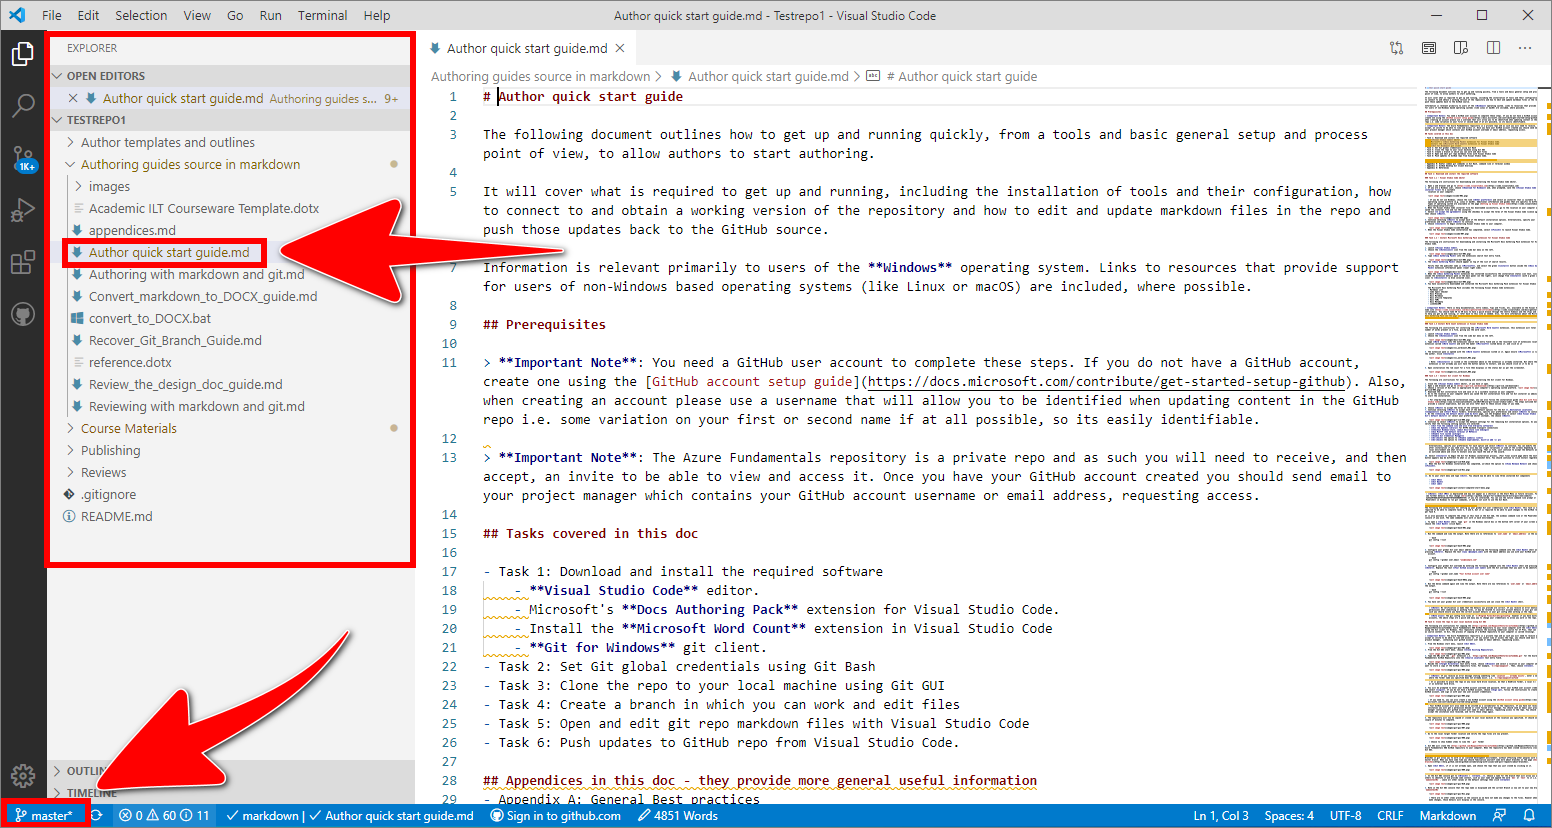 File Edit Selection View Go Run Terminal Help
Author quick start guide.md - Testrepo1 - Visual Studio Code
EXPLORER
OPEN EDITORS
Author quick start guide.md Authoring guides s... 9+
TESTREPO1
Author templates and outlines
Authoring guides source in markdown
images
Academic ILT Courseware Template.dotx
appendices.md
Author quick start guide.md
Authoring with markdown and git.md
Convert_markdown_to_DOCX_guide.md
convert_to_DOCX.bat
Recover_Git_Branch_Guide.md
reference.dotx
Review_the_design_doc_guide.md
Reviewing with markdown and git.md
Course Materials
Publishing
Reviews
.gitignore
README.md
1K+
OUTLIN
TIMELINE
Author quick start guide.md
Authoring guides source in markdown > Author quick start guide.md > abc # Author quick start guide
1 # Author quick start guide
2
3 The following document outlines how to get up and running quickly, from a tools and basic general setup and process
point of view, to allow authors to start authoring.
4
5 It will cover what is required to get up and running, including the installation of tools and their configuration, how
to connect to and obtain a working version of the repository and how to edit and update markdown files in the repo and
push those updates back to the GitHub source.
7 Information is relevant primarily to users of the **Windows** operating system. Links to resources that provide support
for users of non-Windows based operating systems (like Linux or macOS) are included, where possible.
8
9 ## Prerequisites
10
11 > **Important Note**: You need a GitHub user account to complete these steps. If you do not have a GitHub account,
create one using the [GitHub account setup guide](https://docs.microsoft.com/contribute/get-started-setup-github). Also,
when creating an account please use a username that will allow you to be identified when updating content in the GitHub
repo i.e. some variation on your first or second name if at all possible, so its easily identifiable.
12
13 > **Important Note**: The Azure Fundamentals repository is a private repo and as such you will need to receive, and then
accept, an invite to be able to view and access it. Once you have your GitHub account created you should send email to
your project manager which contains your GitHub account username or email address, requesting access.
14
15 ## Tasks covered in this doc
16
17 - Task 1: Download and install the required software
18 - **Visual Studio Code** editor.
19 - Microsoft's **Docs Authoring Pack** extension for Visual Studio Code.
20 - Install the **Microsoft Word Count** extension in Visual Studio Code
21 - **Git for Windows** git client.
22 - Task 2: Set Git global credentials using Git Bash
23 - Task 3: Clone the repo to your local machine using Git GUI
24 - Task 4: Create a branch in which you can work and edit files
25 - Task 5: Open and edit git repo markdown files with Visual Studio Code
26 - Task 6: Push updates to GitHub repo from Visual Studio Code.
27
28 ## Appendices in this doc - they provide more general useful information
29 - Appendix A: General Best practices
master* 0 60 11 markdown | Author quick start guide.md Sign in to github.com 4851 Words Ln 1, Col 3 Spaces: 4 UTF-8 CRLF Markdown